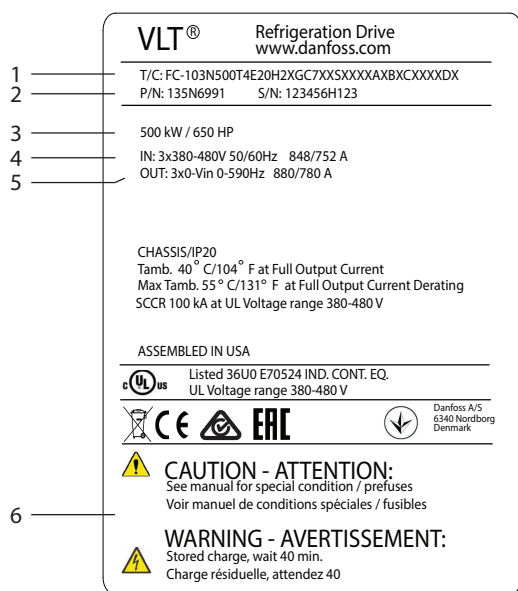 VLT® Refrigeration Drive
www.danfoss.com
1 T/C: FC-103N500T4E20H2XGC7XXSXXXXAXBXCXXXXDX
2 P/N: 135N6991 S/N: 123456H123
3 500 kW / 650 HP
4 IN: 3x380-480V 50/60Hz 848/752 A
5 OUT: 3x0-Vin 0-590Hz 880/780 A
CHASSIS/IP20
Tamb. 40° C/104° F at Full Output Current
Max Tamb. 55° C/131° F at Full Output Current Derating
SCCR 100 kA at UL Voltage range 380-480 V
ASSEMBLED IN USA
c UL us Listed 36U0 E70524 IND. CONT. EQ.
UL Voltage range 380-480 V
CE EAC
Danfoss A/S
6340 Nordborg
Denmark
CAUTION - ATTENTION:
See manual for special condition / prefuses
Voir manuel de conditions spéciales / fusibles
6
WARNING - AVERTISSEMENT:
Stored charge, wait 40 min.
Charge résiduelle, attendez 40